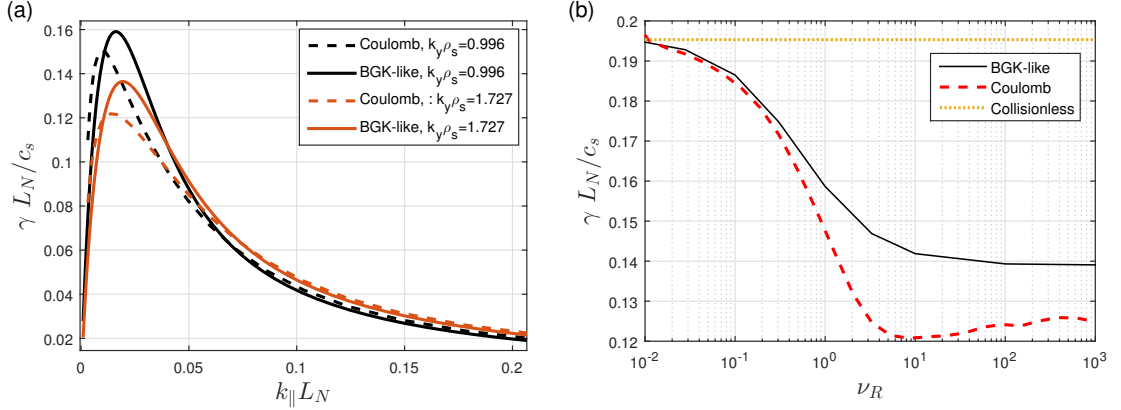 (a)
γ L_N/c_s
0.16
0.14
0.12
0.1
0.08
0.06
0.04
0.02
0
0.05
0.1
0.15
0.2
k_∥L_N
Coulomb, k_yρ_s=0.996
BGK-like, k_yρ_s=0.996
Coulomb, : k_yρ_s=1.727
BGK-like, k_yρ_s=1.727
(b)
γ L_N/c_s
0.2
0.19
0.18
0.17
0.16
0.15
0.14
0.13
0.12
10^-2
10^-1
10^0
10^1
10^2
10^3
ν_R
BGK-like
Coulomb
Collisionless